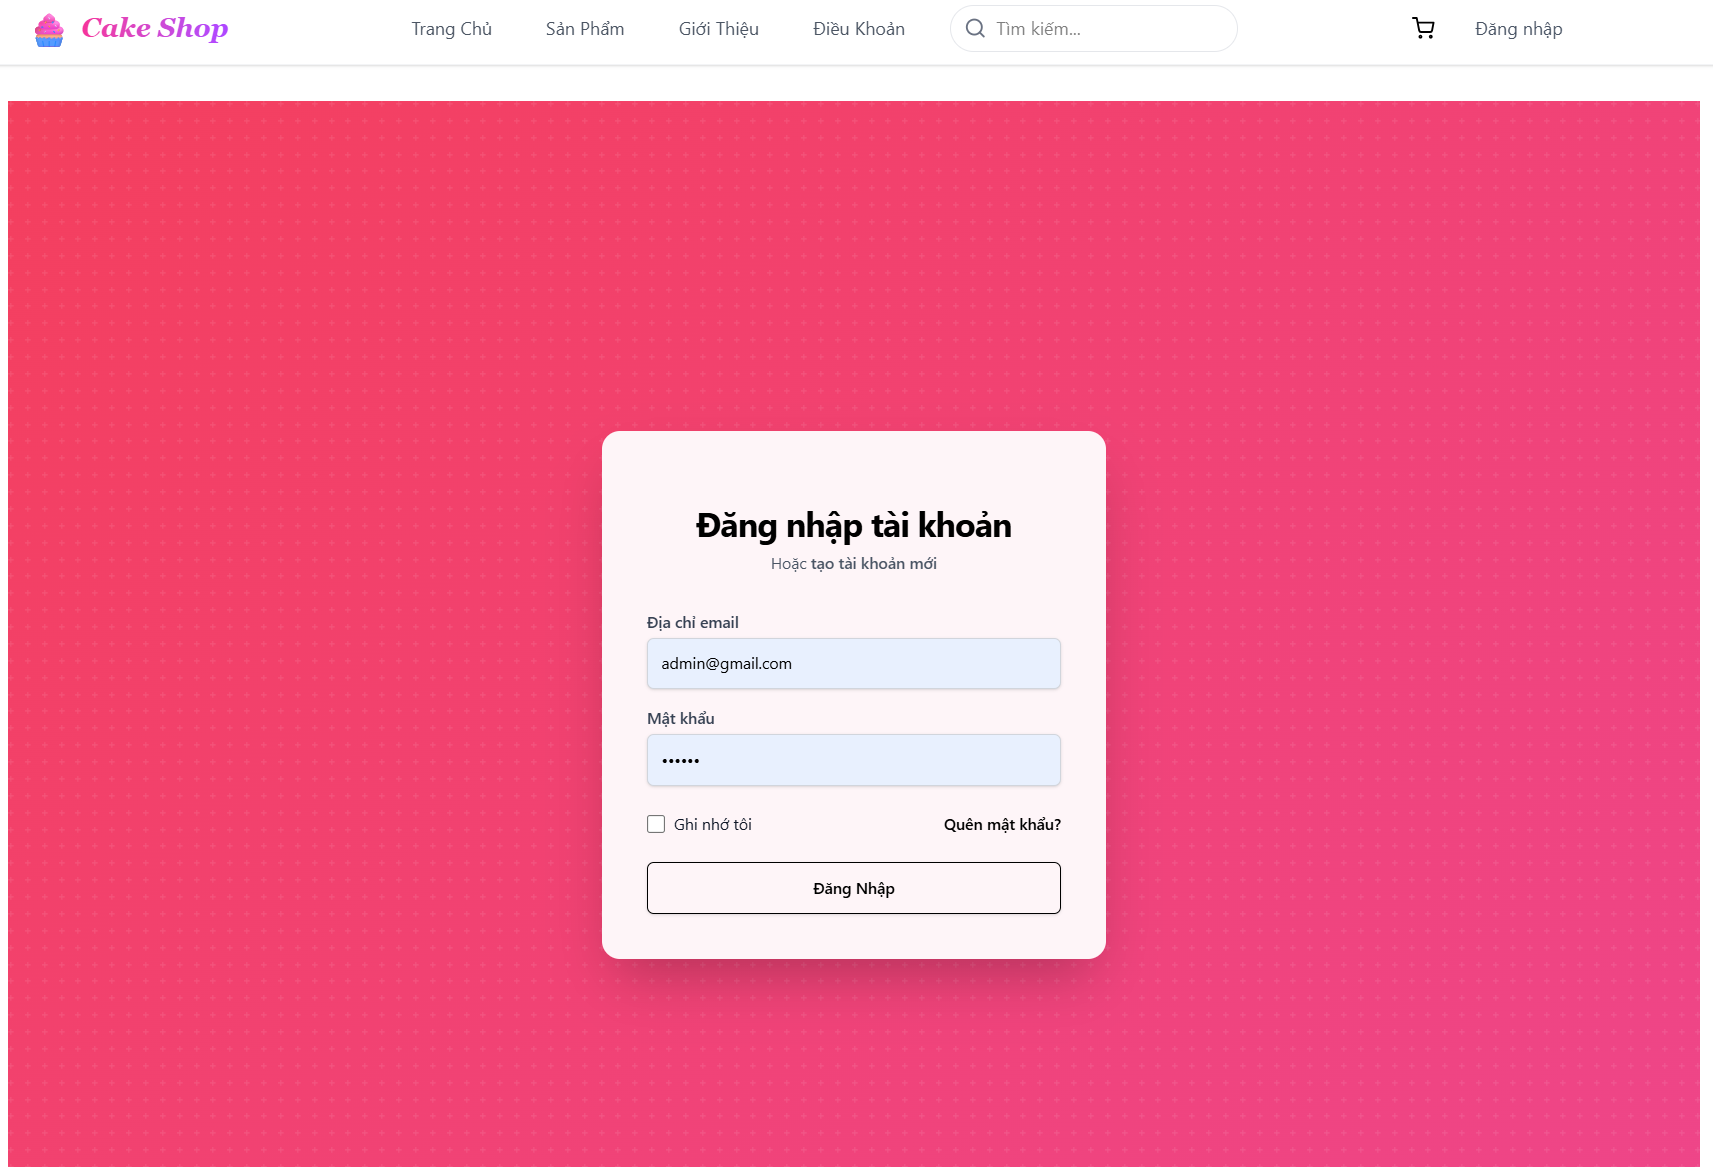 Cake Shop
Trang Chủ
Sản Phẩm
Giới Thiệu
Điều Khoản
Tìm kiếm...
Đăng nhập
Đăng nhập tài khoản
Hoặc tạo tài khoản mới
Địa chỉ email
admin@gmail.com
Mật khẩu
••••••
Ghi nhớ tôi
Quên mật khẩu?
Đăng Nhập